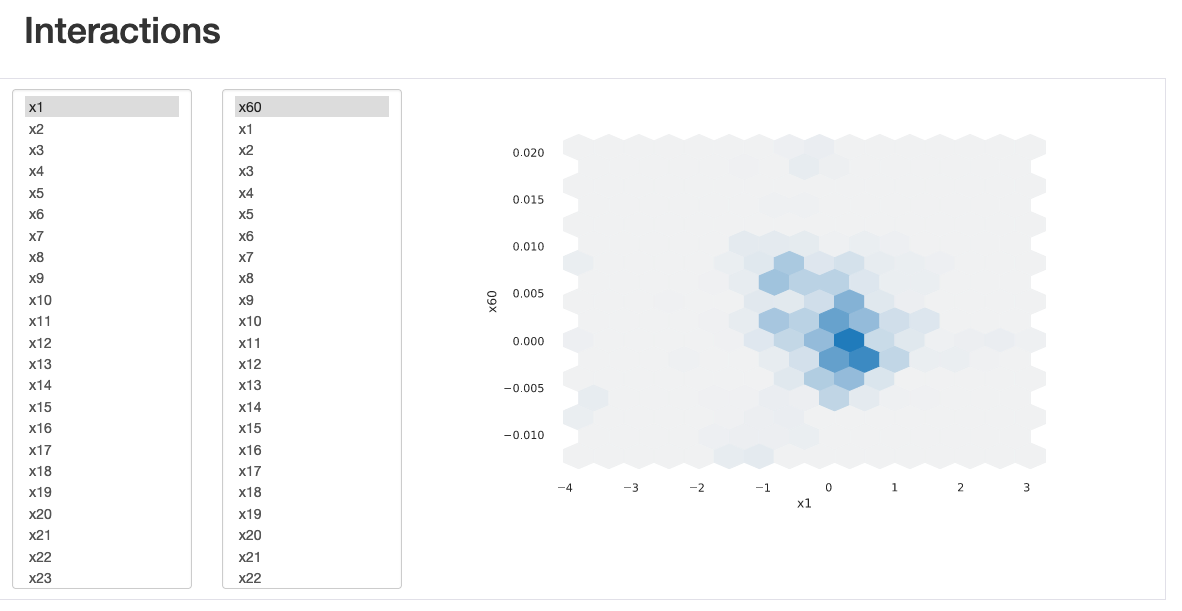 Interactions
x1
x2
x3
x4
x5
x6
x7
x8
x9
x10
x11
x12
x13
x14
x15
x16
x17
x18
x19
x20
x21
x22
x23
x60
x1
x2
x3
x4
x5
x6
x7
x8
x9
x10
x11
x12
x13
x14
x15
x16
x17
x18
x19
x20
x21
x22
x60
0.020
0.015
0.010
0.005
0.000
−0.005
−0.010
−4 −3 −2 −1 0 1 2 3
x1